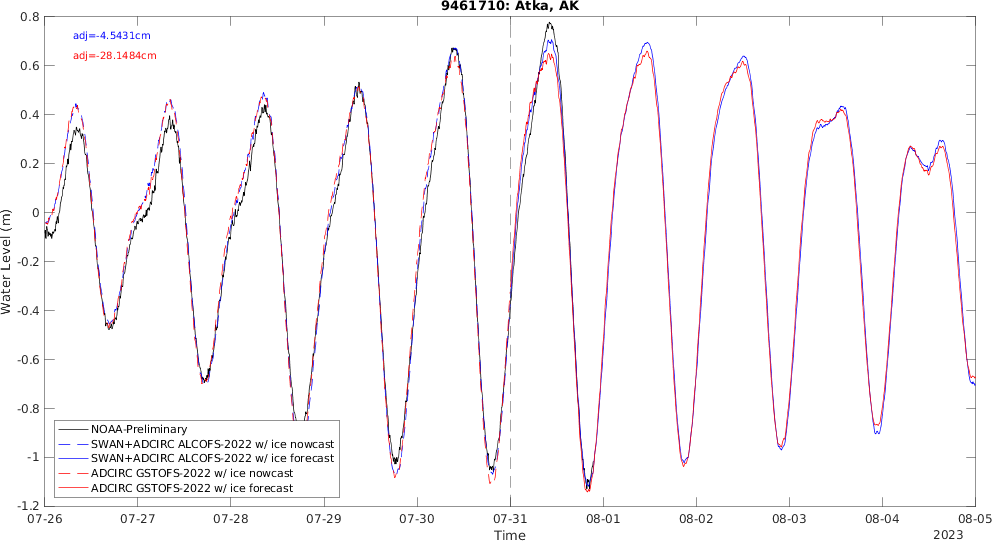 9461710: Atka, AK
adj=-4.5431cm
adj=-28.1484cm
0.8
0.6
0.4
0.2
0
-0.2
-0.4
-0.6
-0.8
-1
-1.2
Water Level (m)
NOAA-Preliminary
SWAN+ADCIRC ALCOFS-2022 w/ ice nowcast
SWAN+ADCIRC ALCOFS-2022 w/ ice forecast
ADCIRC GSTOFS-2022 w/ ice nowcast
ADCIRC GSTOFS-2022 w/ ice forecast
07-26 07-27 07-28 07-29 07-30 07-31 08-01 08-02 08-03 08-04 08-05
Time
2023